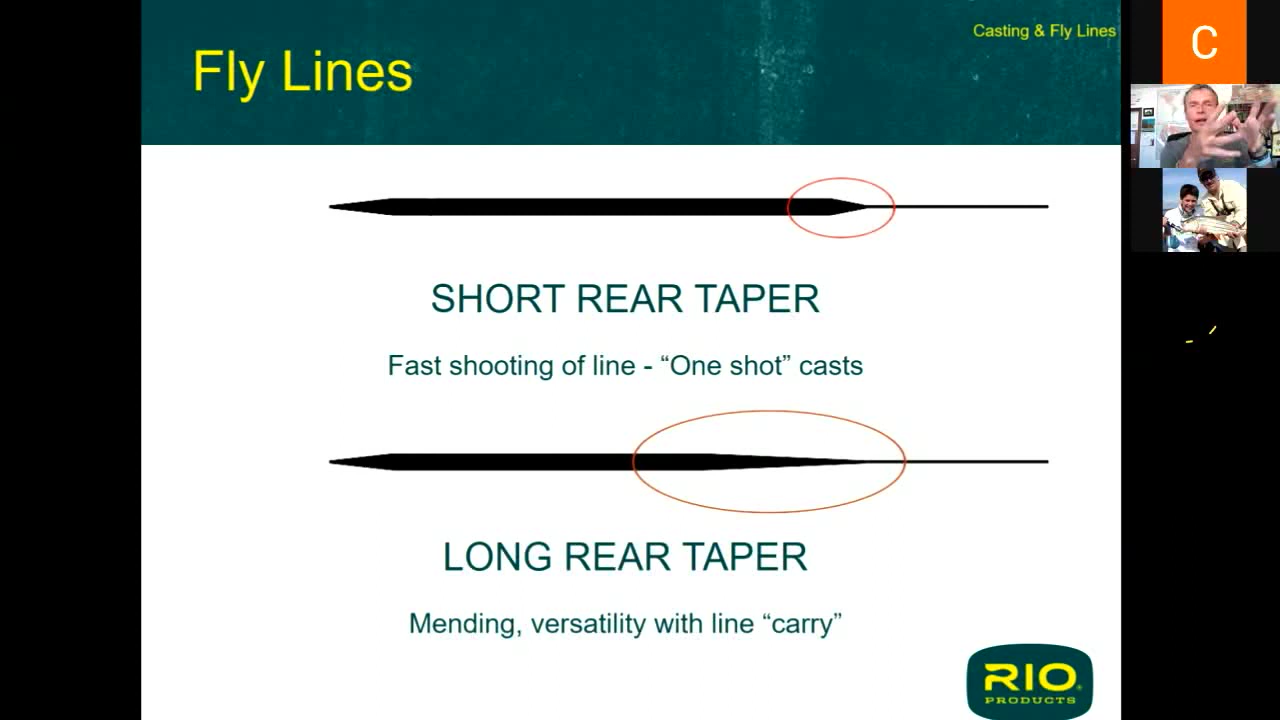 Casting & Fly Lines
Fly Lines
C
SHORT REAR TAPER
Fast shooting of line - “One shot” casts
LONG REAR TAPER
Mending, versatility with line “carry”
RIO
PRODUCTS